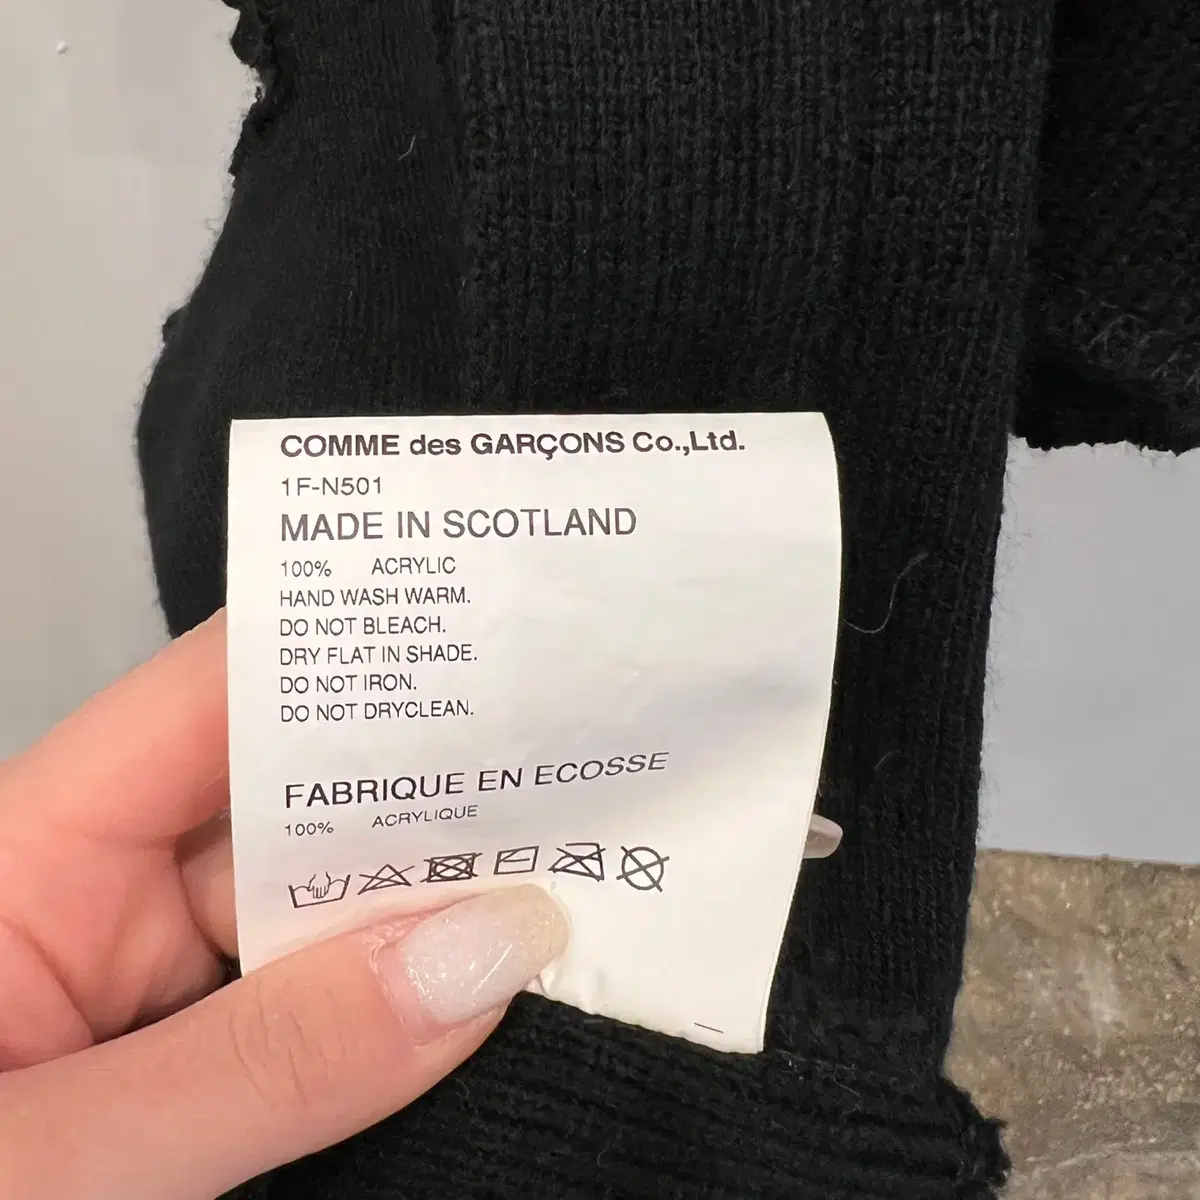 COMME des GARÇONS Co.,Ltd.
1F-N501
MADE IN SCOTLAND
100% ACRYLIC
HAND WASH WARM.
DO NOT BLEACH.
DRY FLAT IN SHADE.
DO NOT IRON.
DO NOT DRYCLEAN.
FABRIQUE EN ECOSSE
100% ACRYLIQUE